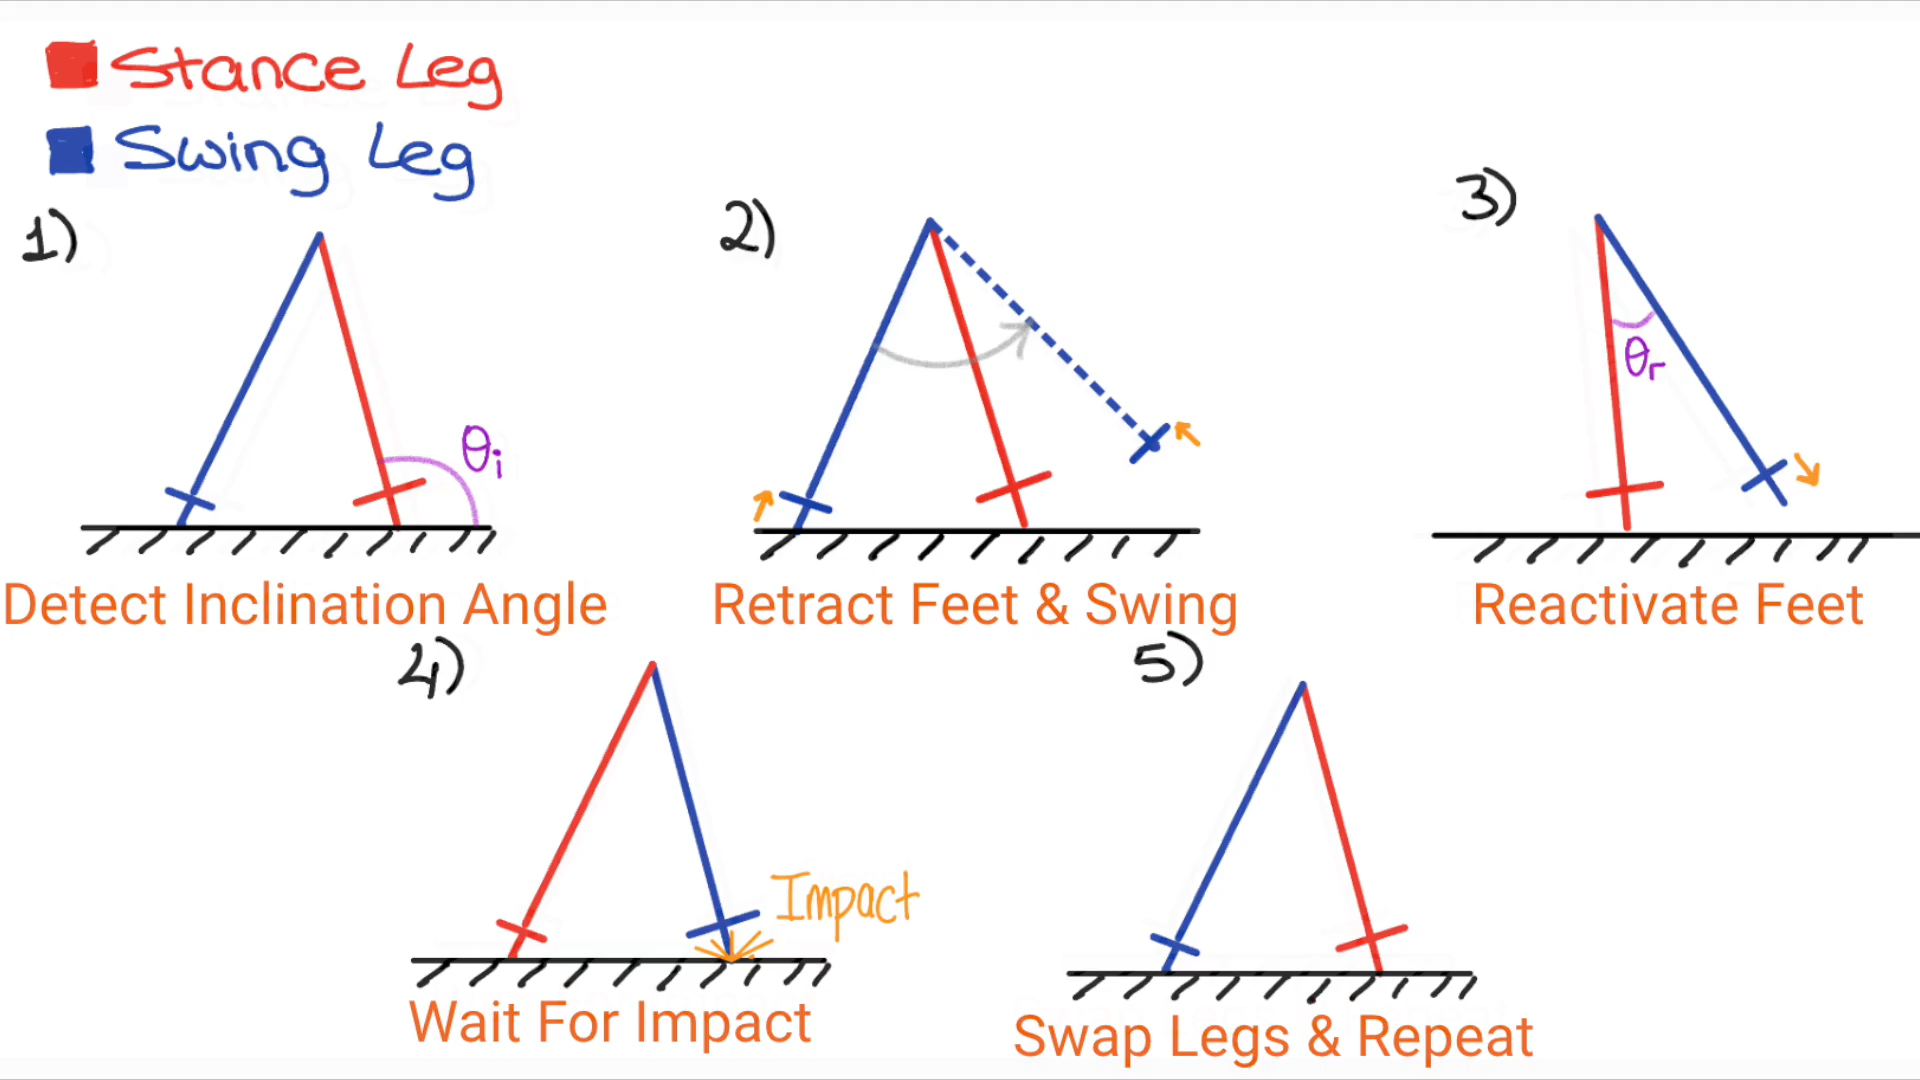 Stance Leg
Swing Leg
1)
θi
Detect Inclination Angle
2)
Retract Feet & Swing
3)
θr
Reactivate Feet
4)
Impact
Wait For Impact
5)
Swap Legs & Repeat